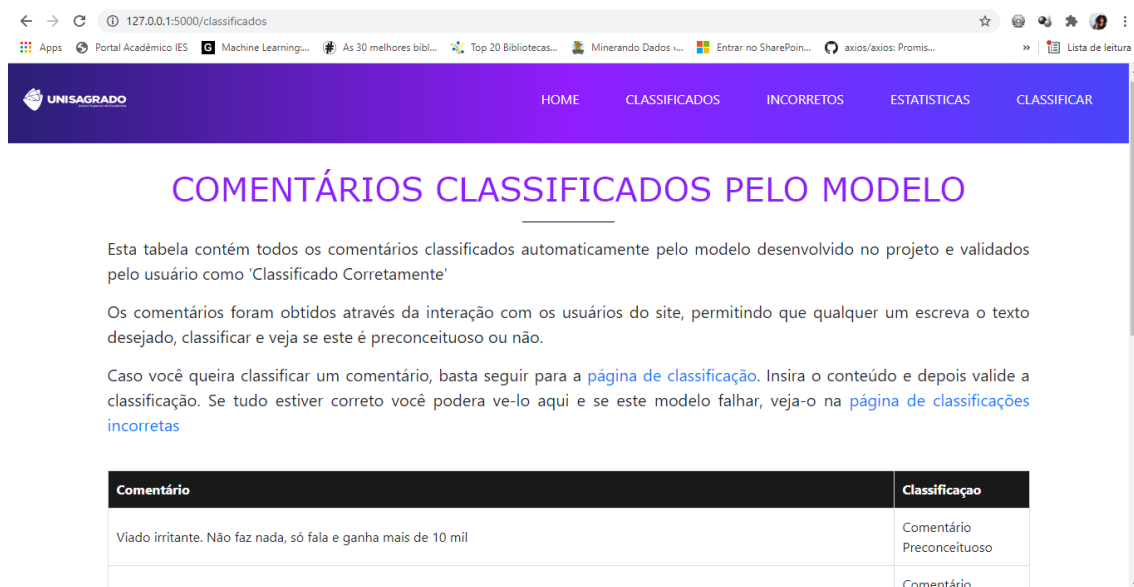 127.0.0.1:5000/classificados
Apps Portal Acadêmico IES Machine Learning:... As 30 melhores bibl... Top 20 Bibliotecas... Minerando Dados »... Entrar no SharePoin... axios/axios: Promis... » Lista de leitura
UNISAGRADO HOME CLASSIFICADOS INCORRETOS ESTATISTICAS CLASSIFICAR
COMENTÁRIOS CLASSIFICADOS PELO MODELO
Esta tabela contém todos os comentários classificados automaticamente pelo modelo desenvolvido no projeto e validados
pelo usuário como 'Classificado Corretamente'
Os comentários foram obtidos através da interação com os usuários do site, permitindo que qualquer um escreva o texto
desejado, classificar e veja se este é preconceituoso ou não.
Caso você queira classificar um comentário, basta seguir para a página de classificação. Insira o conteúdo e depois valide a
classificação. Se tudo estiver correto você podera ve-lo aqui e se este modelo falhar, veja-o na página de classificações
incorretas
Comentário Classificaçao
Viado irritante. Não faz nada, só fala e ganha mais de 10 mil
Comentário
Preconceituoso
Comentário